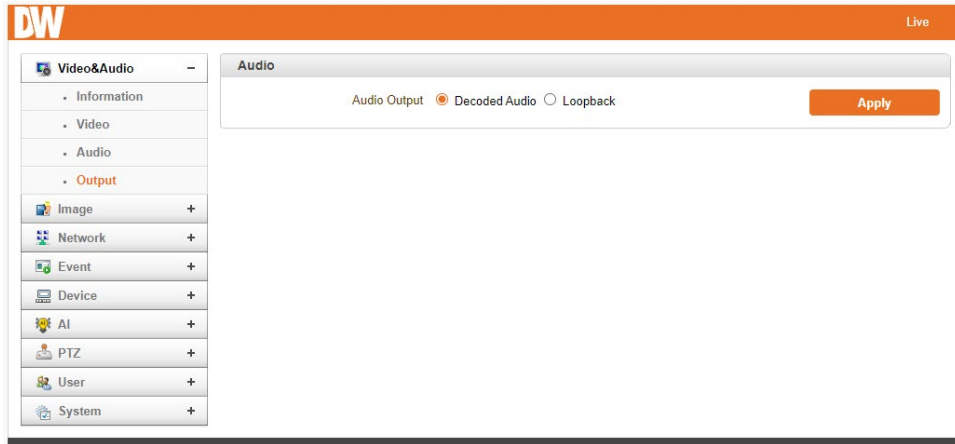 DW
Live
Video&Audio −
Information
Video
Audio
Output
Image +
Network +
Event +
Device +
AI +
PTZ +
User +
System +
Audio
Audio Output Decoded Audio Loopback
Apply